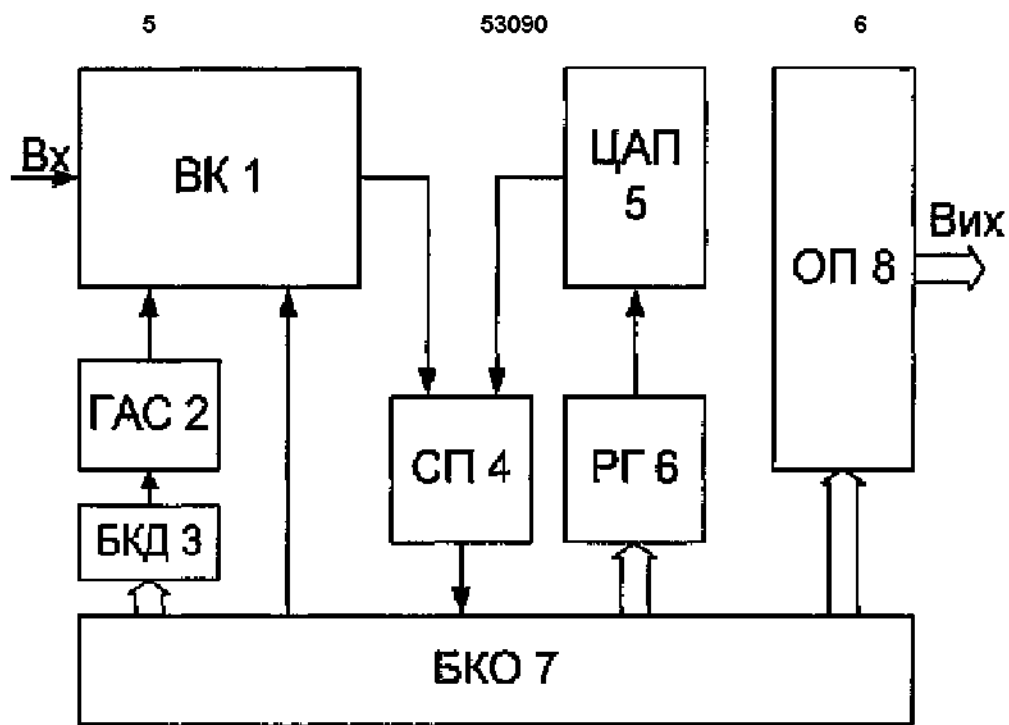 5 53090 6
Вх
ВК 1
ЦАП
5
ОП 8
Вих
ГАС 2
СП 4
РГ 6
БКД 3
БКО 7